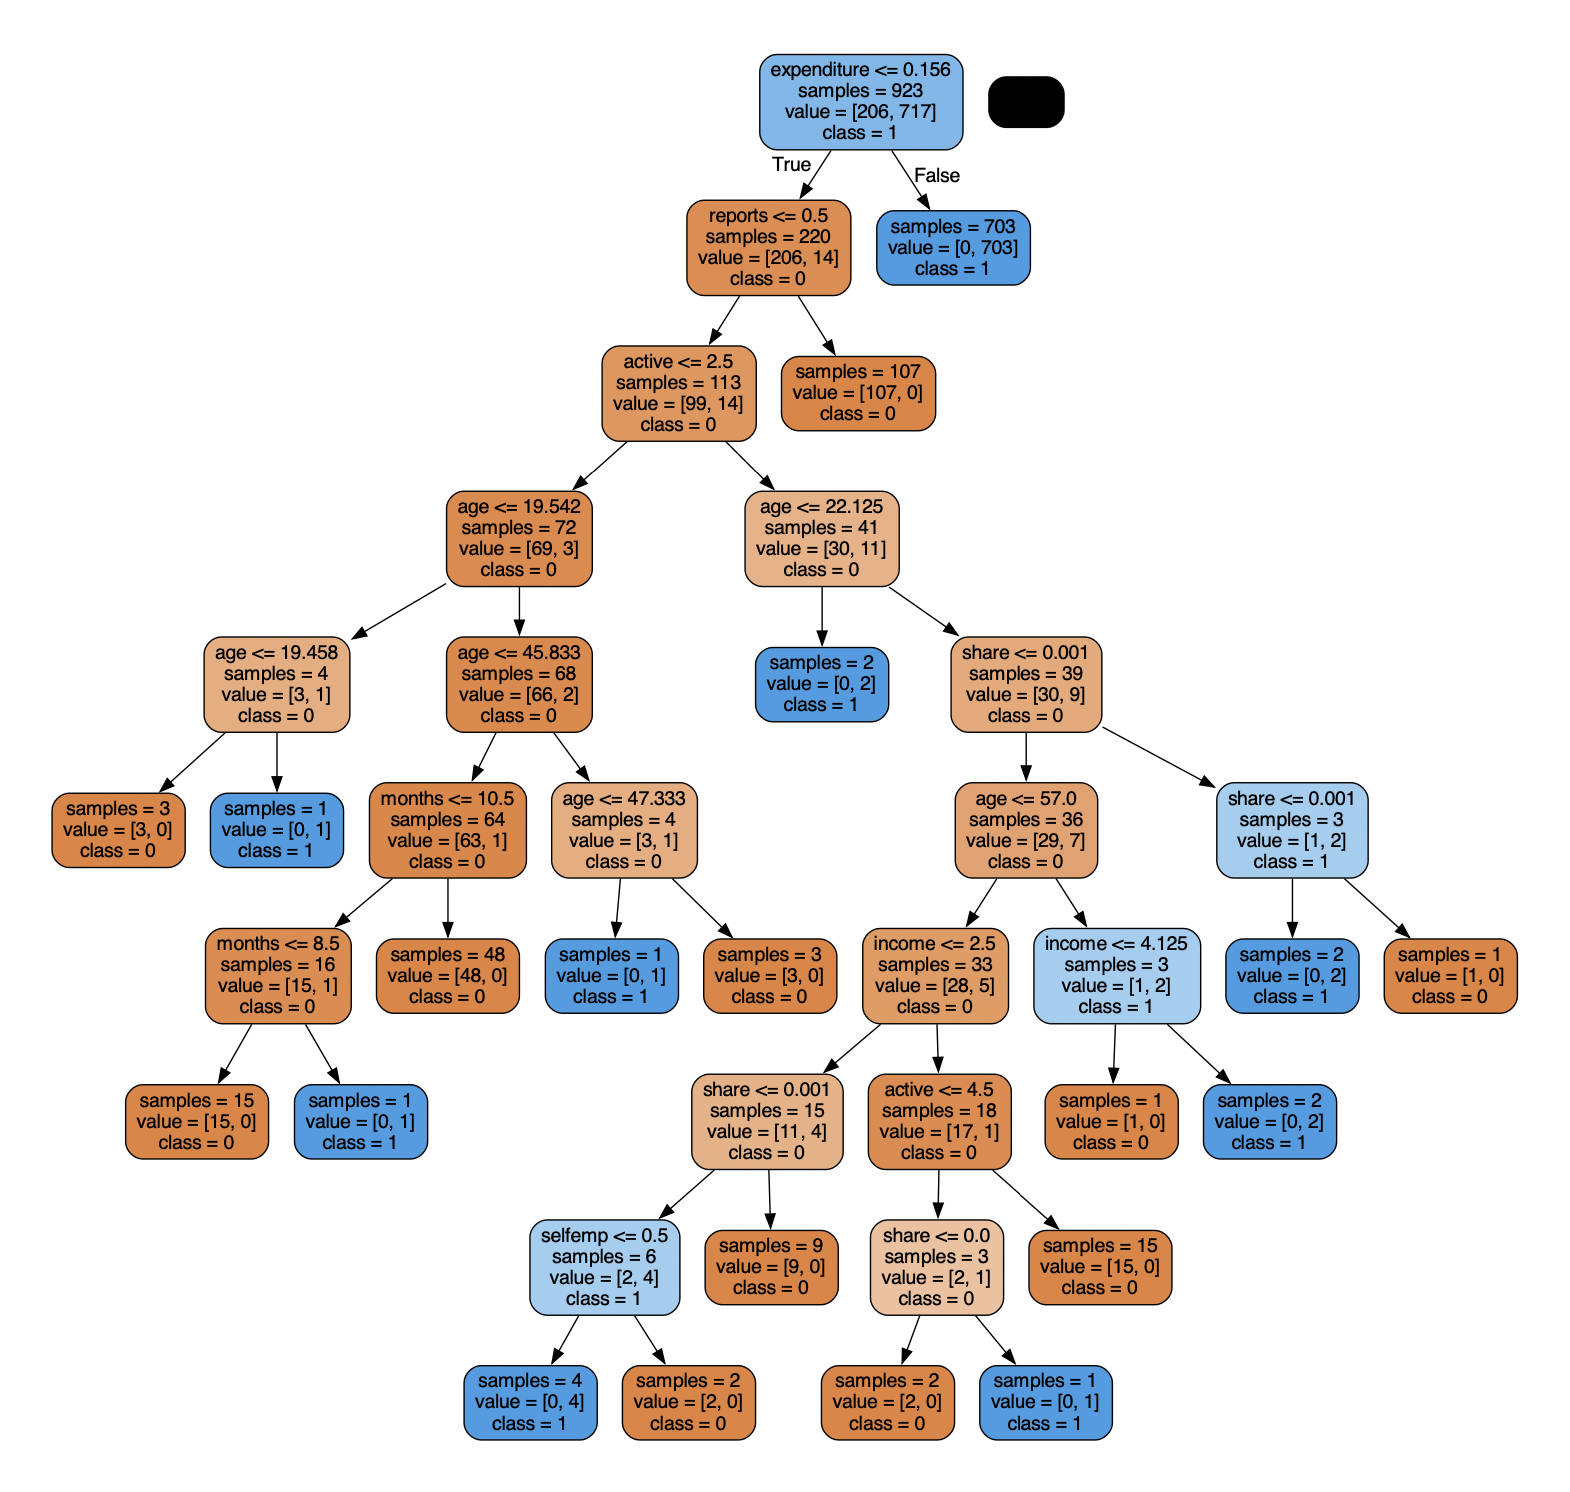 expenditure <= 0.156
samples = 923
value = [206, 717]
class = 1
True
False
reports <= 0.5
samples = 220
value = [206, 14]
class = 0
samples = 703
value = [0, 703]
class = 1
active <= 2.5
samples = 113
value = [99, 14]
class = 0
samples = 107
value = [107, 0]
class = 0
age <= 19.542
samples = 72
value = [69, 3]
class = 0
age <= 22.125
samples = 41
value = [30, 11]
class = 0
age <= 19.458
samples = 4
value = [3, 1]
class = 0
age <= 45.833
samples = 68
value = [66, 2]
class = 0
samples = 2
value = [0, 2]
class = 1
share <= 0.001
samples = 39
value = [30, 9]
class = 0
samples = 3
value = [3, 0]
class = 0
samples = 1
value = [0, 1]
class = 1
months <= 10.5
samples = 64
value = [63, 1]
class = 0
age <= 47.333
samples = 4
value = [3, 1]
class = 0
age <= 57.0
samples = 36
value = [29, 7]
class = 0
share <= 0.001
samples = 3
value = [1, 2]
class = 1
months <= 8.5
samples = 16
value = [15, 1]
class = 0
samples = 48
value = [48, 0]
class = 0
samples = 1
value = [0, 1]
class = 1
samples = 3
value = [3, 0]
class = 0
income <= 2.5
samples = 33
value = [28, 5]
class = 0
income <= 4.125
samples = 3
value = [1, 2]
class = 1
samples = 2
value = [0, 2]
class = 1
samples = 1
value = [1, 0]
class = 0
samples = 15
value = [15, 0]
class = 0
samples = 1
value = [0, 1]
class = 1
share <= 0.001
samples = 15
value = [11, 4]
class = 0
active <= 4.5
samples = 18
value = [17, 1]
class = 0
samples = 1
value = [1, 0]
class = 0
samples = 2
value = [0, 2]
class = 1
selfemp <= 0.5
samples = 6
value = [2, 4]
class = 1
samples = 9
value = [9, 0]
class = 0
share <= 0.0
samples = 3
value = [2, 1]
class = 0
samples = 15
value = [15, 0]
class = 0
samples = 4
value = [0, 4]
class = 1
samples = 2
value = [2, 0]
class = 0
samples = 2
value = [2, 0]
class = 0
samples = 1
value = [0, 1]
class = 1